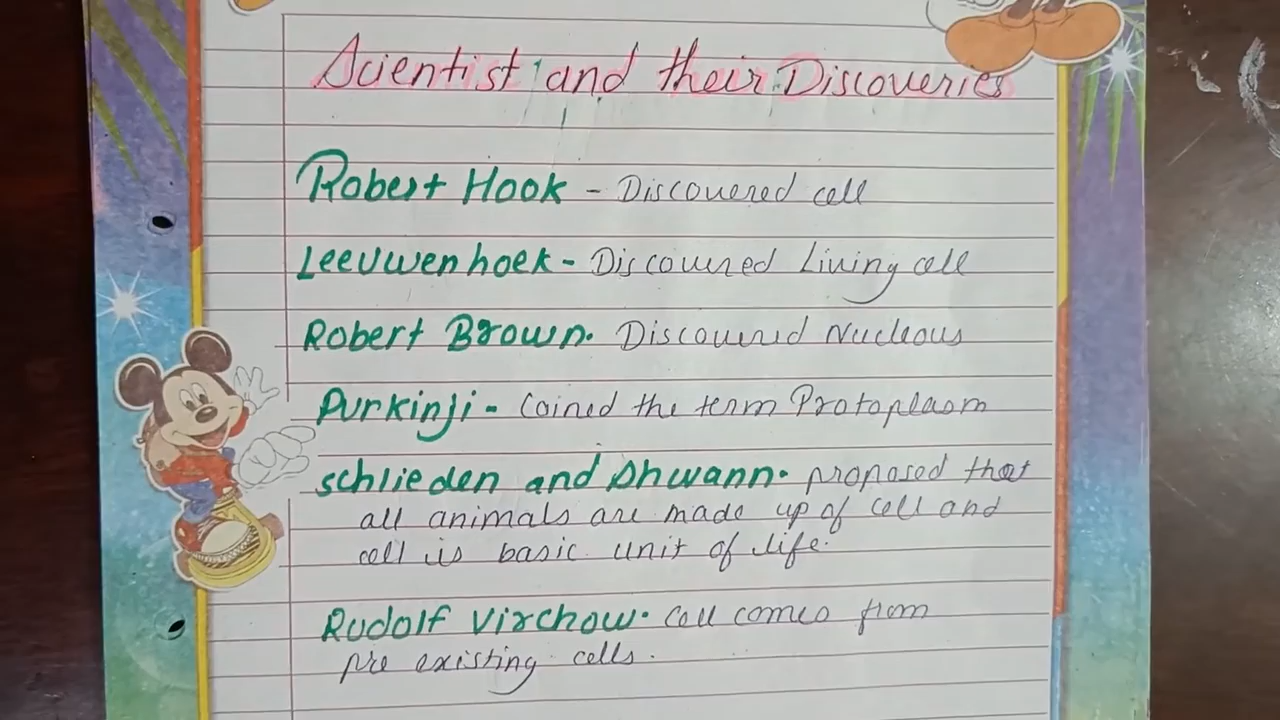 Scientist and their Discoveries
Robert Hook - Discovered cell
Leeuwenhoek - Discovered Living cell
Robert Brown. Discovered Nucleous
Purkinji - Coined the term Protoplasm
schlieden and Shwann. proposed that
all animals are made up of cell and
cell is basic unit of life.
Rudolf Virchow. Cell comes from
pre existing cells.